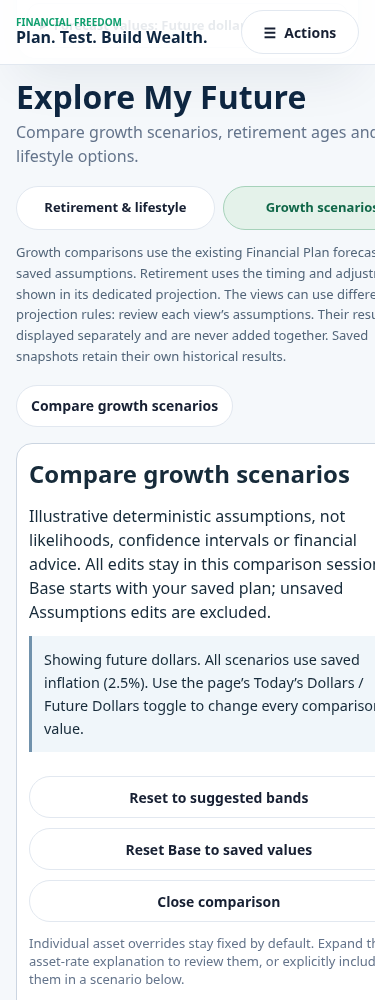 FINANCIAL FREEDOM
Plan. Test. Build Wealth.
alues: Future dollar
☰ Actions
Explore My Future
Compare growth scenarios, retirement ages and
lifestyle options.
Retirement & lifestyle
Growth scenarios
Growth comparisons use the existing Financial Plan forecas
saved assumptions. Retirement uses the timing and adjust
shown in its dedicated projection. The views can use differe
projection rules: review each view’s assumptions. Their resu
displayed separately and are never added together. Saved
snapshots retain their own historical results.
Compare growth scenarios
Compare growth scenarios
Illustrative deterministic assumptions, not
likelihoods, confidence intervals or financial
advice. All edits stay in this comparison session
Base starts with your saved plan; unsaved
Assumptions edits are excluded.
Showing future dollars. All scenarios use saved
inflation (2.5%). Use the page’s Today’s Dollars /
Future Dollars toggle to change every comparison
value.
Reset to suggested bands
Reset Base to saved values
Close comparison
Individual asset overrides stay fixed by default. Expand th
asset-rate explanation to review them, or explicitly includ
them in a scenario below.